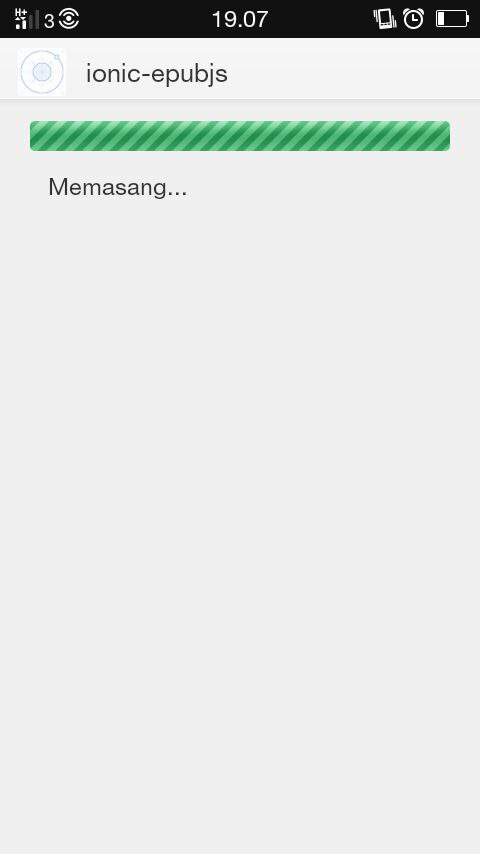 H+
3
19.07
ionic-epubjs
Memasang...